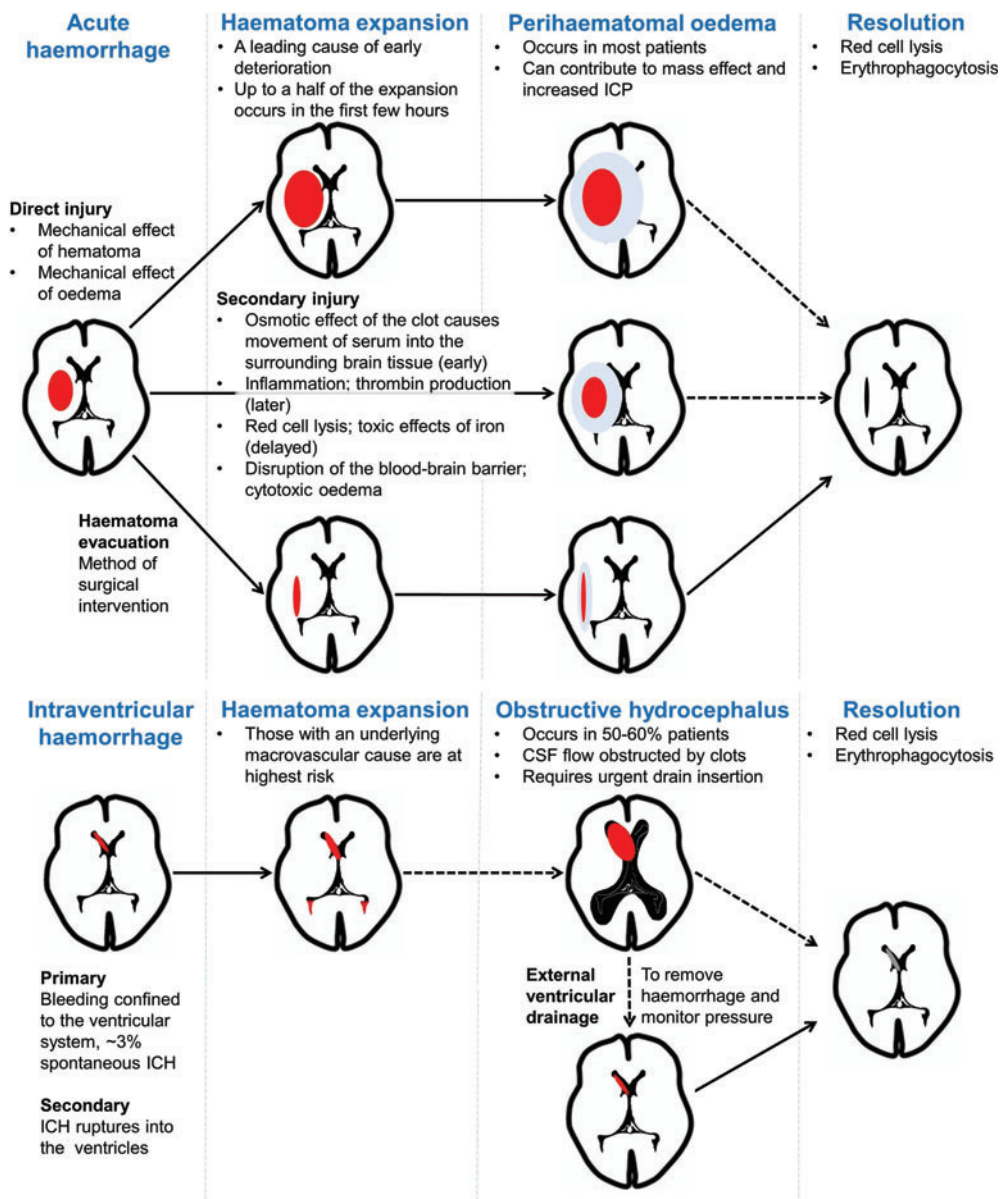 Acute
haemorrhage
Haematoma expansion
• A leading cause of early
deterioration
• Up to a half of the expansion
occurs in the first few hours
Perihaematomal oedema
• Occurs in most patients
• Can contribute to mass effect and
increased ICP
Resolution
• Red cell lysis
• Erythrophagocytosis
Direct injury
• Mechanical effect
of hematoma
• Mechanical effect
of oedema
Secondary injury
• Osmotic effect of the clot causes
movement of serum into the
surrounding brain tissue (early)
• Inflammation; thrombin production
(later)
• Red cell lysis; toxic effects of iron
(delayed)
• Disruption of the blood-brain barrier;
cytotoxic oedema
Haematoma
evacuation
Method of
surgical
intervention
Intraventricular
haemorrhage
Haematoma expansion
• Those with an underlying
macrovascular cause are at
highest risk
Obstructive hydrocephalus
• Occurs in 50-60% patients
• CSF flow obstructed by clots
• Requires urgent drain insertion
Resolution
• Red cell lysis
• Erythrophagocytosis
Primary
Bleeding confined
to the ventricular
system, ~3%
spontaneous ICH
Secondary
ICH ruptures into
the ventricles
External
ventricular
drainage
To remove
haemorrhage and
monitor pressure